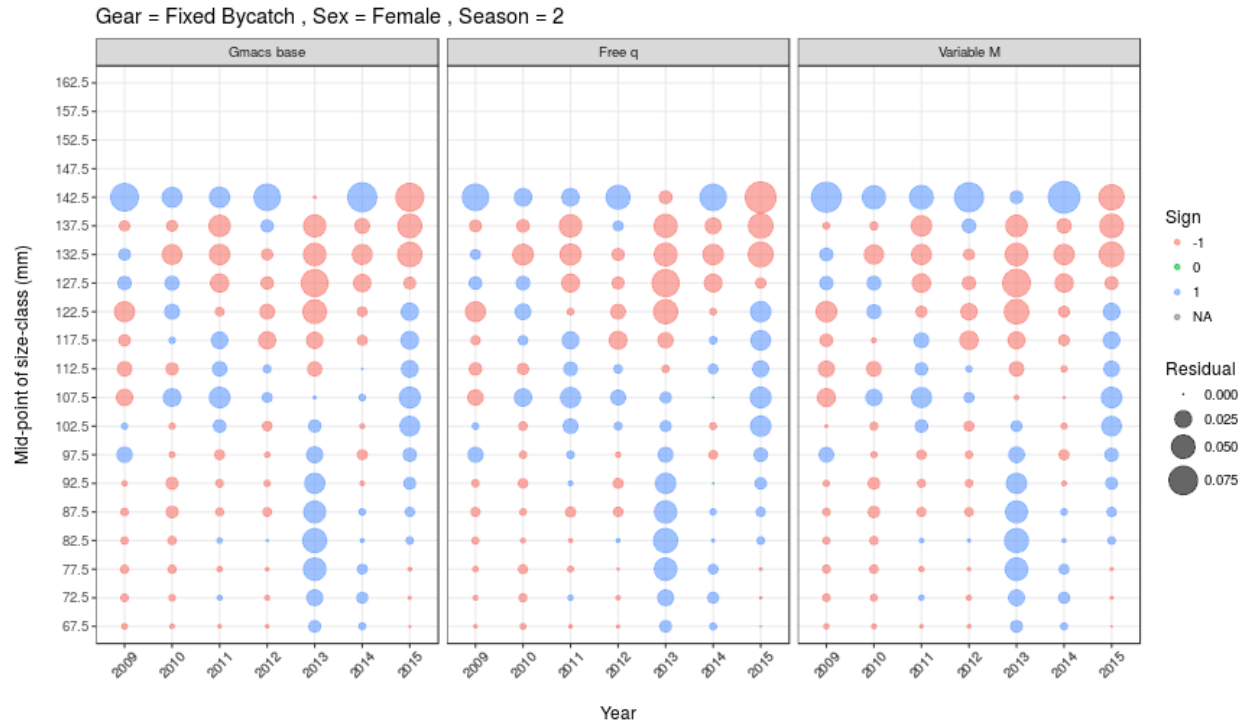 Gear = Fixed Bycatch , Sex = Female , Season = 2
Gmacs base
Free q
Variable M
Mid-point of size-class (mm)
162.5
157.5
152.5
147.5
142.5
137.5
132.5
127.5
122.5
117.5
112.5
107.5
102.5
97.5
92.5
87.5
82.5
77.5
72.5
67.5
2009 2010 2011 2012 2013 2014 2015
2009 2010 2011 2012 2013 2014 2015
2009 2010 2011 2012 2013 2014 2015
Year
Sign
-1
0
1
NA
Residual
0.000
0.025
0.050
0.075